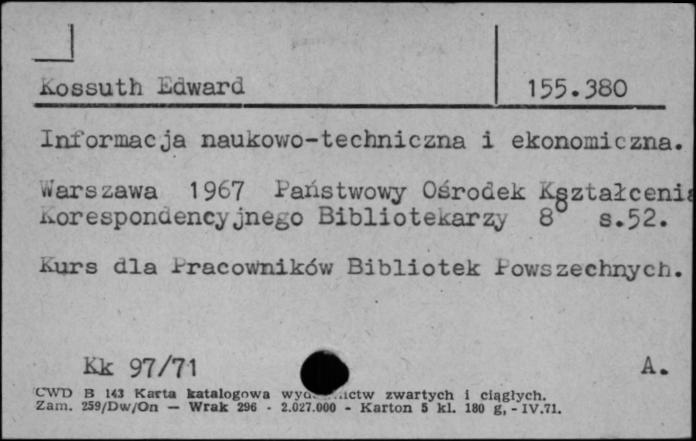 Kossuth Edward 155.380
Informacja naukowo-techniczna i ekonomiczna.
Warszawa 1967 Państwowy Ośrodek Kształcenia
Korespondencyjnego Bibliotekarzy 8° s.52.
Kurs dla Pracowników Bibliotek Powszechnych.
Kk 97/71 A.
CWD B 143 Karta katalogowa zwartych i ciągłych.
Zam. 259/Dw/On — Wrak 296 - 2.027.000 - Karton 5 kl. 180 g, - IV.71.